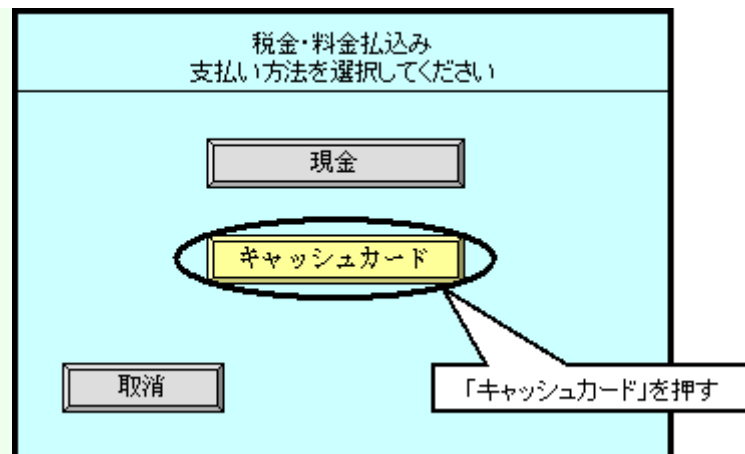 税金・料金払込み
支払い方法を選択してください
現金
キャッシュカード
取消
「キャッシュカード」を押す